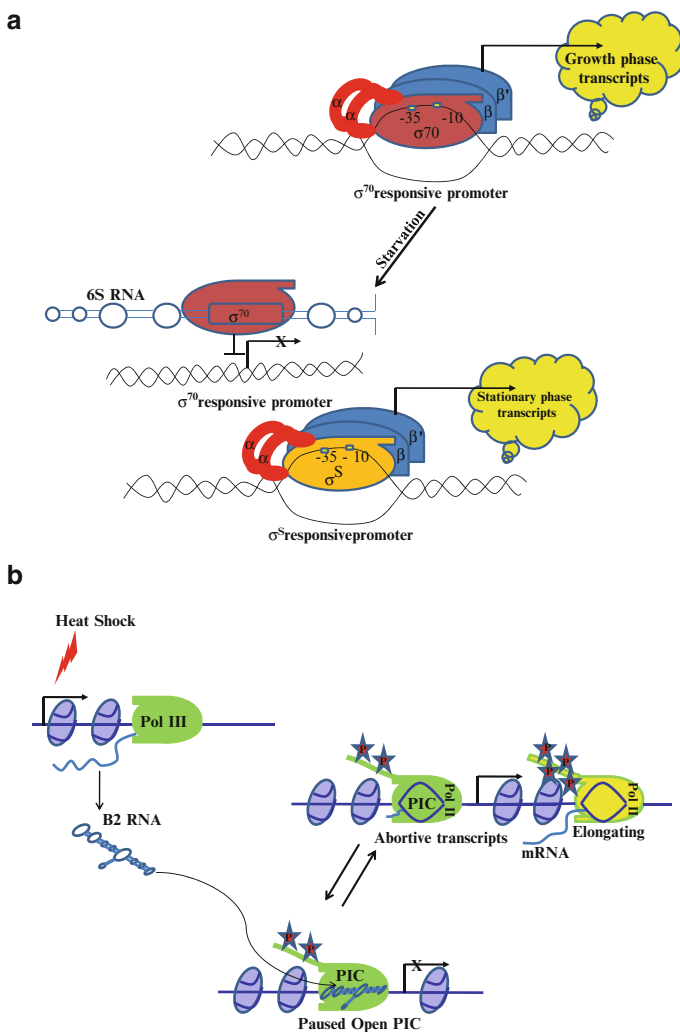 a
Growth phase
transcripts
α
α
β'
β
-35 -10
σ70
σ⁷⁰responsive promoter
Starvation
6S RNA
σ⁷⁰
X
σ⁷⁰responsive promoter
Stationary phase
transcripts
α
α
β'
β
-35 - 10
σS
σSresponsivepromoter
b
Heat Shock
Pol III
B2 RNA
P P
PIC
Pol II
Abortive transcripts
P
P
P P
Pol II
Elongating
mRNA
P P
PIC
X
Paused Open PIC